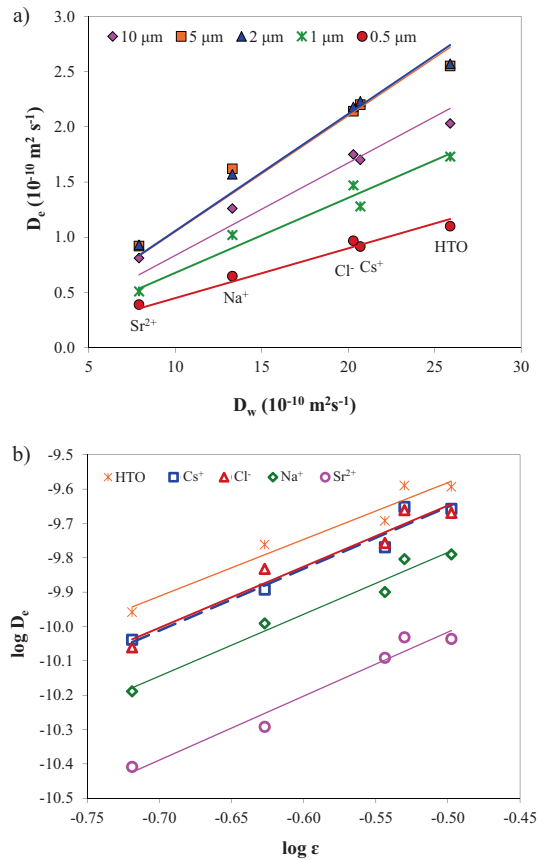 a)
3.0
10 μm 5 μm 2 μm 1 μm 0.5 μm
2.5
2.0
1.5
1.0
0.5
0.0
Dₑ (10⁻¹⁰ m² s⁻¹)
Sr²⁺
Na⁺
Cl⁻ Cs⁺
HTO
5 10 15 20 25 30
D_w (10⁻¹⁰ m²s⁻¹)
b)
-9.5
HTO Cs⁺ Cl⁻ Na⁺ Sr²⁺
-9.6
-9.7
-9.8
-9.9
-10.0
-10.1
-10.2
-10.3
-10.4
-10.5
log Dₑ
-0.75 -0.70 -0.65 -0.60 -0.55 -0.50 -0.45
log ε